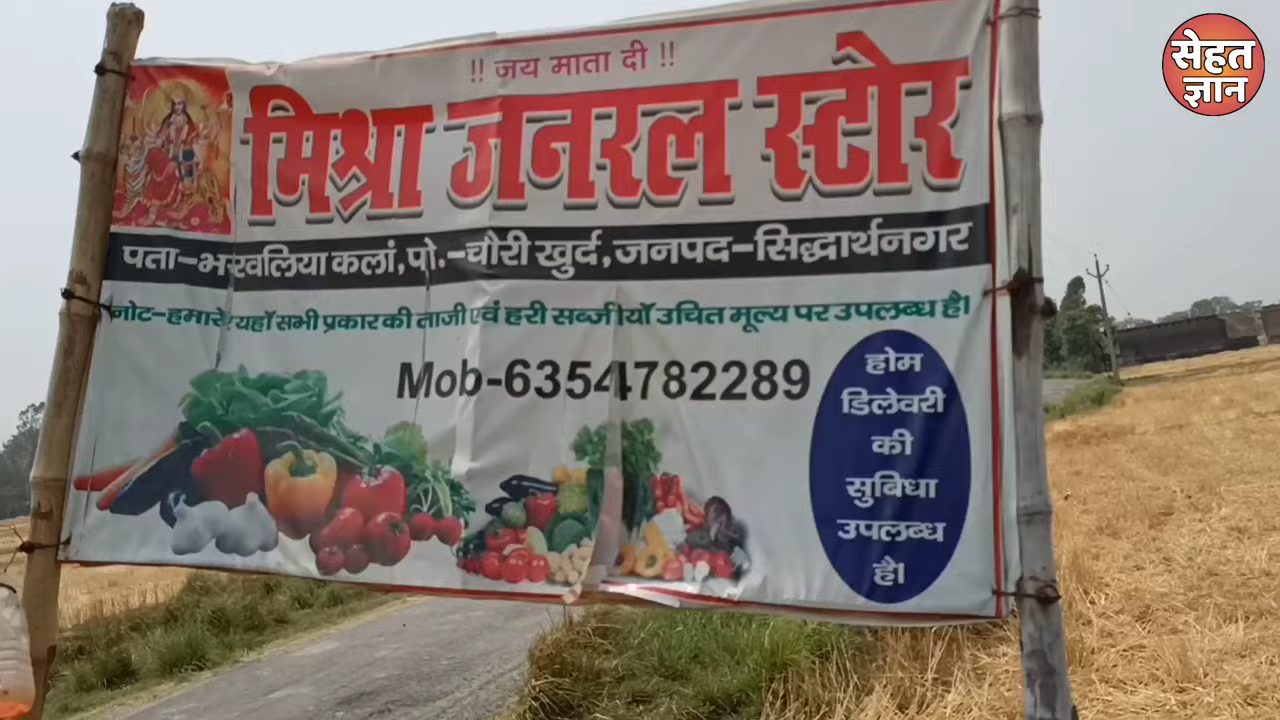 !! जय माता दी !!
मिश्रा जनरल स्टोर
पता-भरवलिया कलां, पो.-चौरी खुर्द, जनपद-सिद्धार्थनगर
नोट-हमारे यहाँ सभी प्रकार की ताजी एवं हरी सब्जीयाँ उचित मूल्य पर उपलब्ध है।
Mob-6354782289
होम
डिलेवरी
की
सुबिधा
उपलब्ध
है।
सेहत
ज्ञान